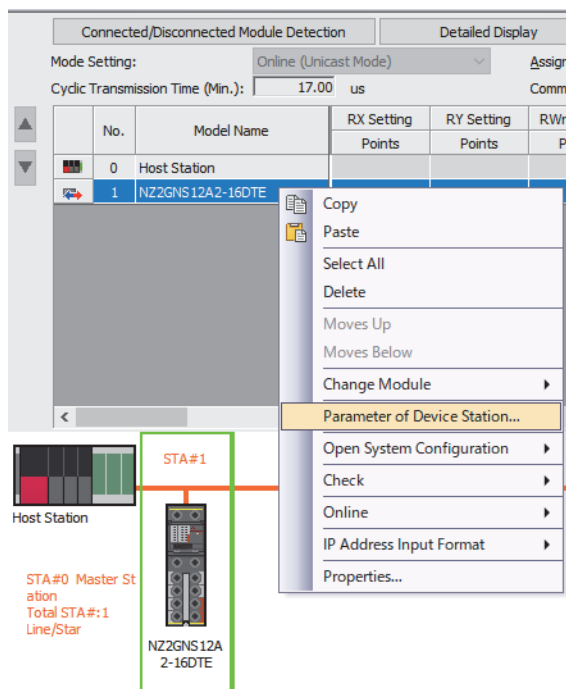 Connected/Disconnected Module Detection
Detailed Display
Mode Setting:
Online (Unicast Mode)
Cyclic Transmission Time (Min.):
17.00
us
No.
Model Name
RX Setting
RY Setting
Points
Points
0
Host Station
1
NZ2GNS12A2-16DTE
Copy
Paste
Select All
Delete
Moves Up
Moves Below
Change Module
Parameter of Device Station...
Open System Configuration
Check
Online
IP Address Input Format
Properties...
STA#1
Host Station
STA#0 Master St
ation
Total STA#:1
Line/Star
NZ2GNS12A
2-16DTE